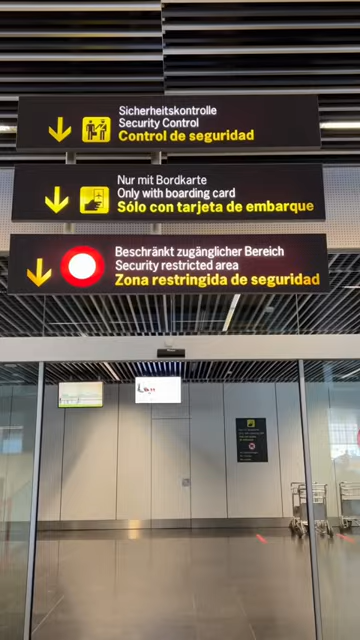 Sicherheitskontrolle
Security Control
Control de seguridad
Nur mit Bordkarte
Only with boarding card
Sólo con tarjeta de embarque
Beschränkt zugänglicher Bereich
Security restricted area
Zona restringida de seguridad